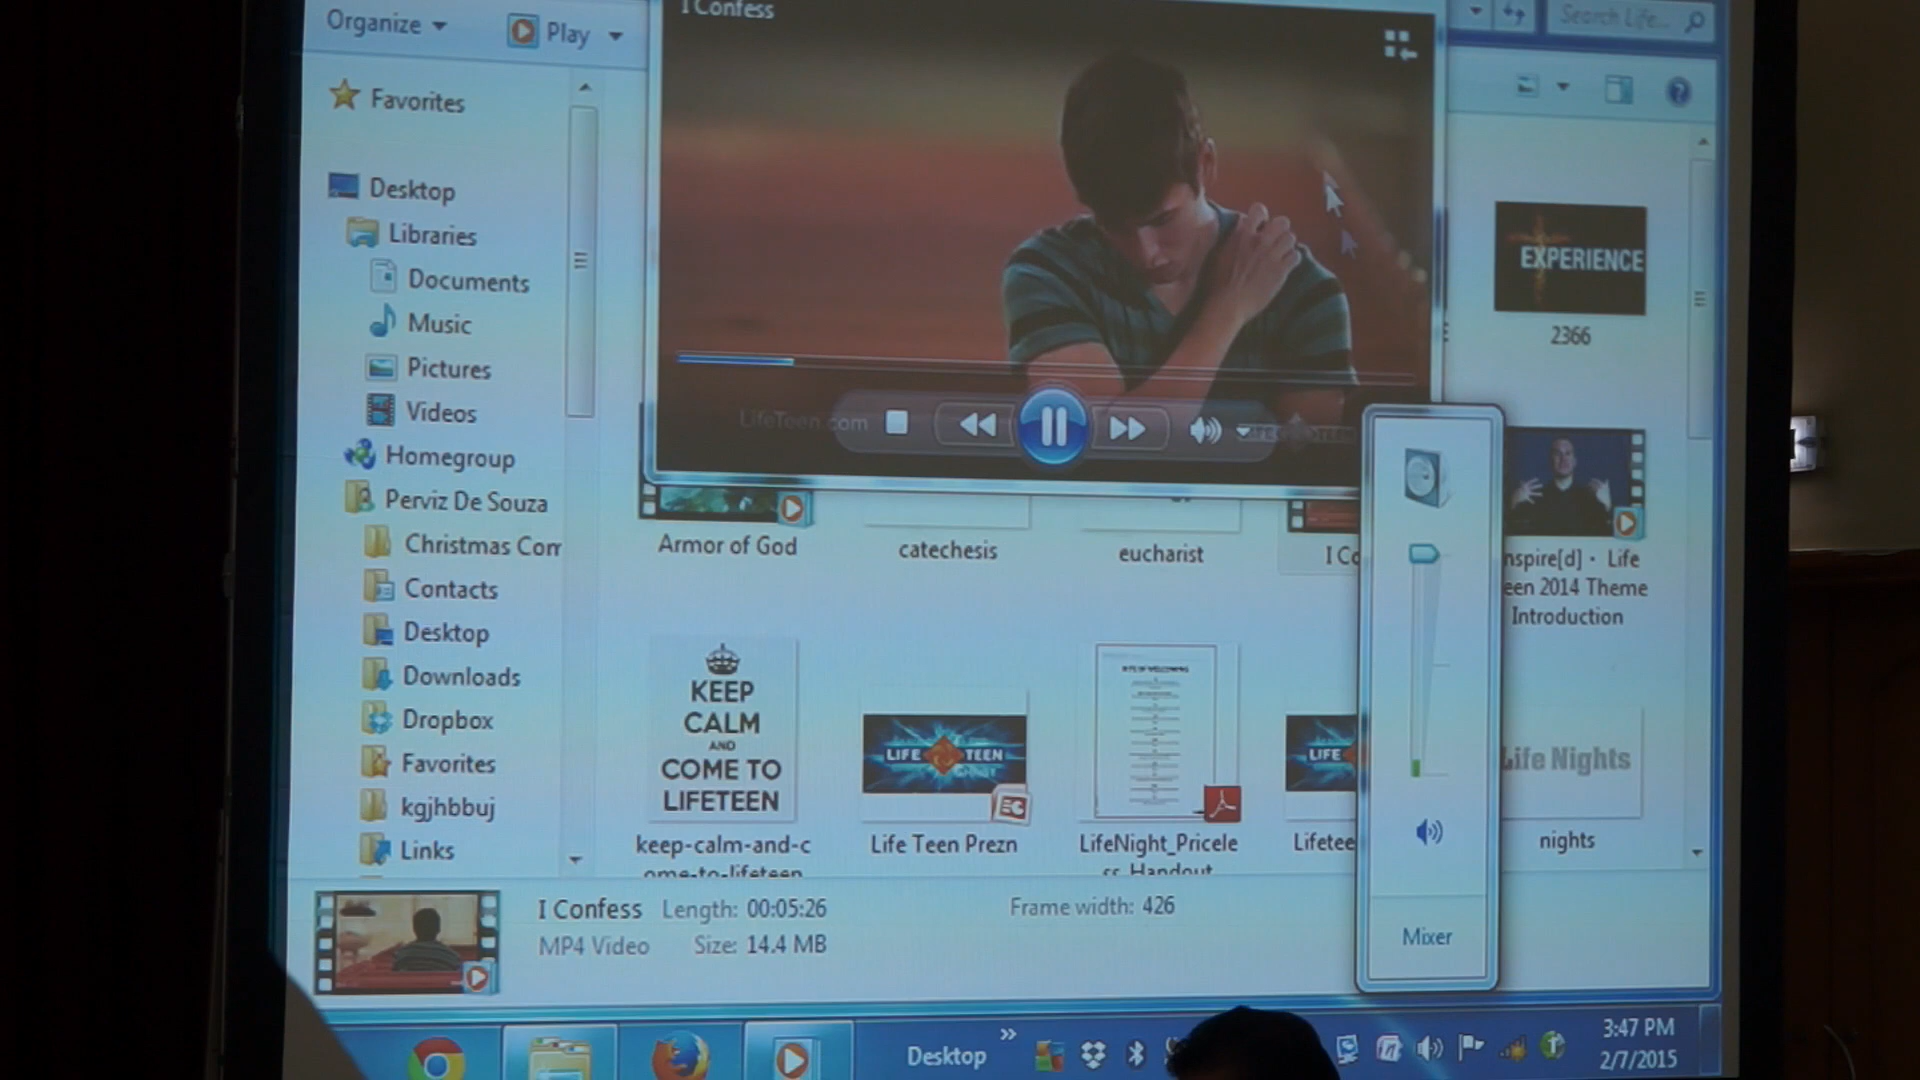 Organize
Play
I Confess
Search Life...
Favorites
Desktop
Libraries
Documents
Music
Pictures
Videos
Homegroup
Perviz De Souza
Christmas Com
Contacts
Desktop
Downloads
Dropbox
Favorites
kgjhbbuj
Links
LifeTeen.com
EXPERIENCE
2366
Armor of God
catechesis
eucharist
I Co
nspire[d] · Life
een 2014 Theme
Introduction
KEEP
CALM
AND
COME TO
LIFETEEN
keep-calm-and-c
ome-to-lifeteen
LIFE TEEN
Life Teen Prezn
LifeNight_Pricele
ss_Handout
LIFE
Lifetee
Life Nights
nights
Mixer
I Confess
Length: 00:05:26
Frame width: 426
MP4 Video
Size: 14.4 MB
Desktop
3:47 PM
2/7/2015